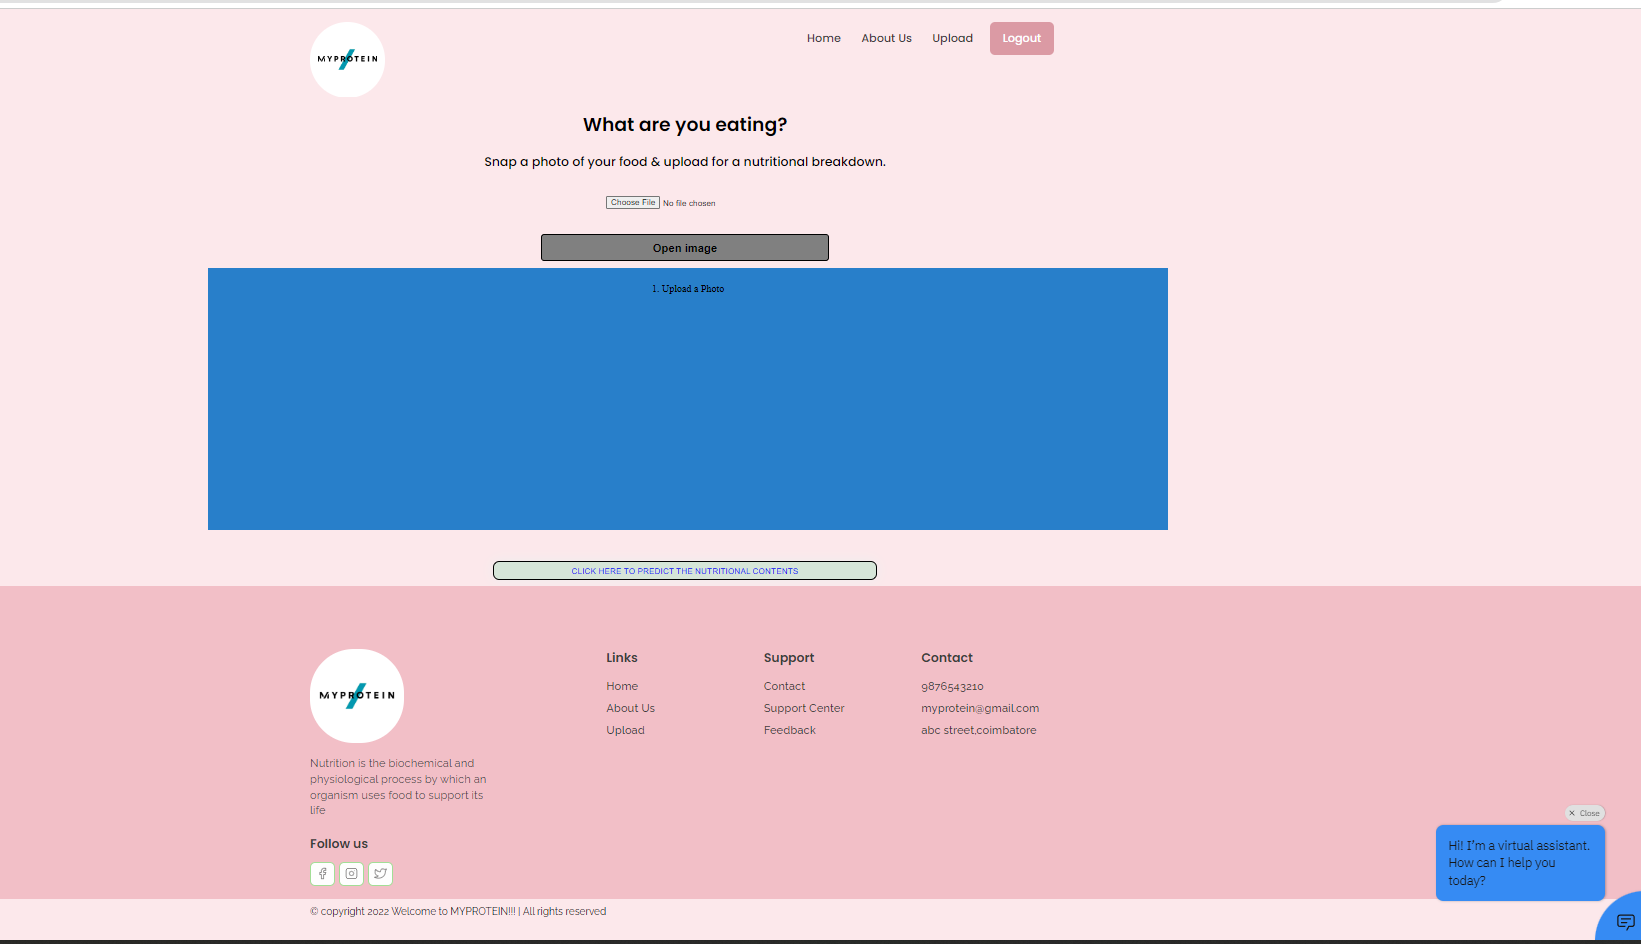 MYPROTEIN
Home
About Us
Upload
Logout
What are you eating?
Snap a photo of your food & upload for a nutritional breakdown.
Choose File No file chosen
Open image
1. Upload a Photo
CLICK HERE TO PREDICT THE NUTRITIONAL CONTENTS
MYPROTEIN
Nutrition is the biochemical and
physiological process by which an
organism uses food to support its
life
Follow us
Links
Home
About Us
Upload
Support
Contact
Support Center
Feedback
Contact
9876543210
myprotein@gmail.com
abc street,coimbatore
× Close
Hi! I'm a virtual assistant.
How can I help you
today?
© copyright 2022 Welcome to MYPROTEIN!!! | All rights reserved